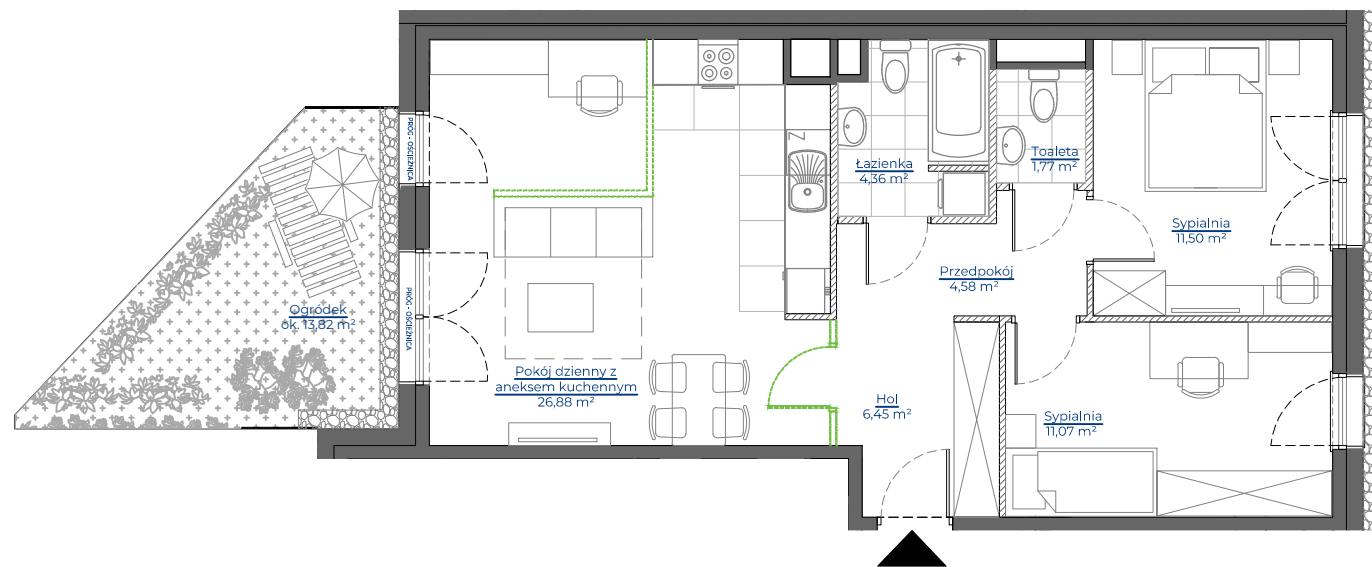 PRÓG - OŚCIEŻNICA
PRÓG - OŚCIEŻNICA
Ogródek
ok. 13,82 m²
Pokój dzienny z
aneksem kuchennym
26,88 m²
Z
Łazienka
4,36 m²
Toaleta
1,77 m²
Sypialnia
11,50 m²
Przedpokój
4,58 m²
Hol
6,45 m²
Sypialnia
11,07 m²